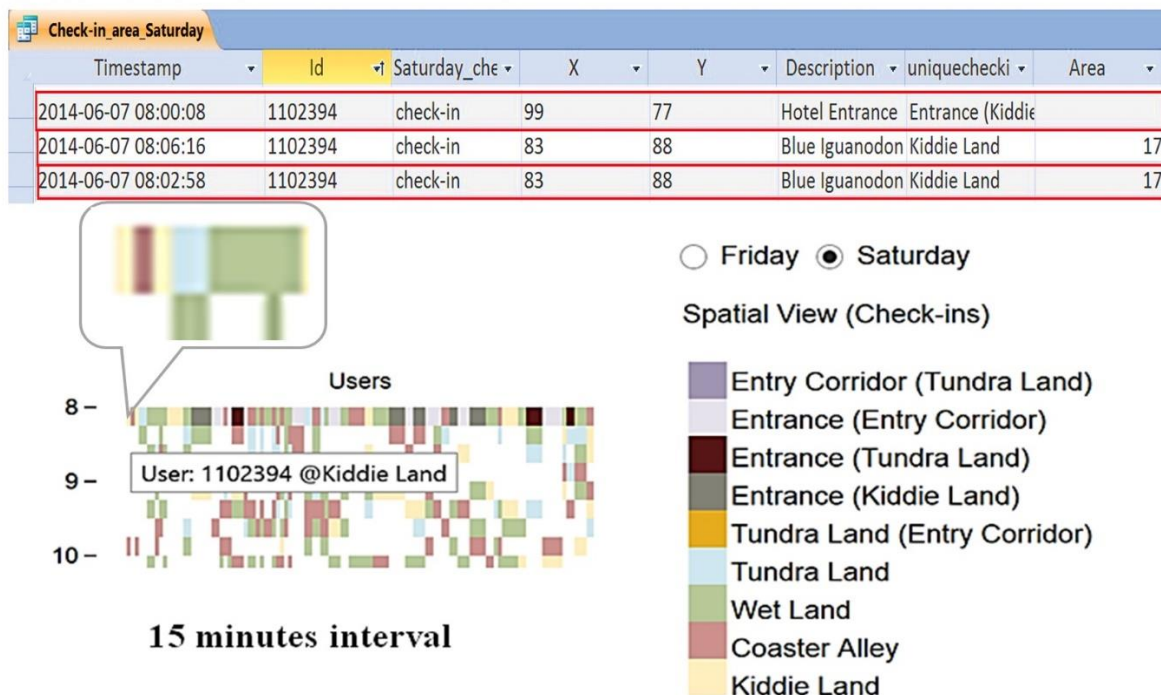 Check-in_area_Saturday
Timestamp Id Saturday_che X Y Description uniquechecki Area
2014-06-07 08:00:08 1102394 check-in 99 77 Hotel Entrance Entrance (Kiddie
2014-06-07 08:06:16 1102394 check-in 83 88 Blue Iguanodon Kiddie Land 17
2014-06-07 08:02:58 1102394 check-in 83 88 Blue Iguanodon Kiddie Land 17
Friday Saturday
Spatial View (Check-ins)
Users
8
User: 1102394 @Kiddie Land
9
10
15 minutes interval
Entry Corridor (Tundra Land)
Entrance (Entry Corridor)
Entrance (Tundra Land)
Entrance (Kiddie Land)
Tundra Land (Entry Corridor)
Tundra Land
Wet Land
Coaster Alley
Kiddie Land